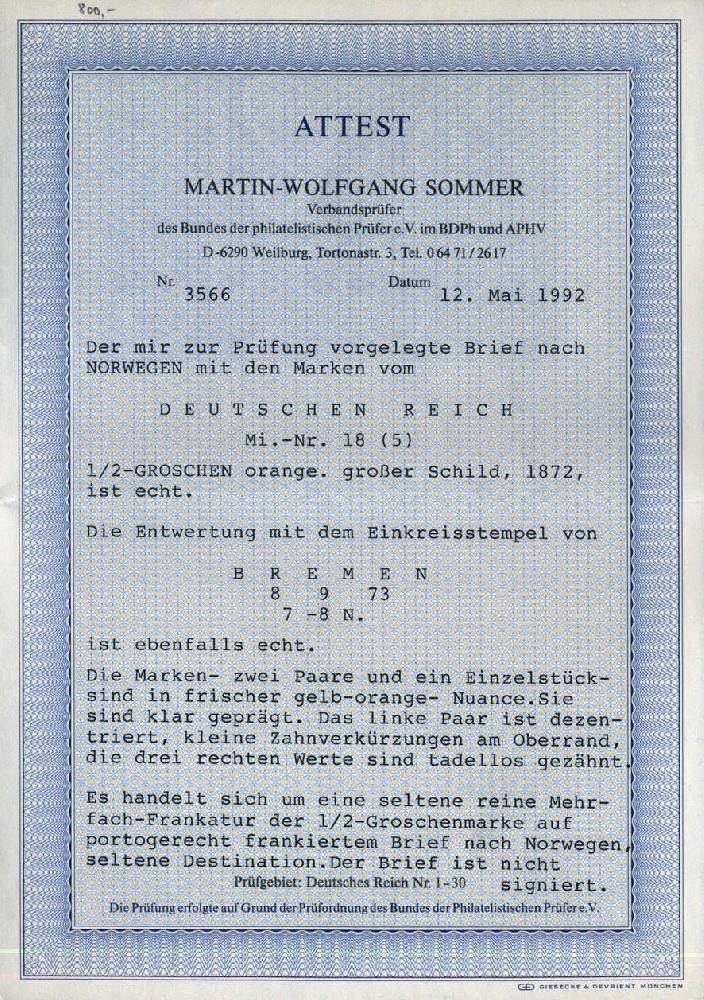 800,-
ATTEST
MARTIN-WOLFGANG SOMMER
Verbandsprüfer
des Bundes der philatelistischen Prüfer e.V. im BDPh und APHV
D-6290 Weilburg, Tortonastr. 3, Tel. 0 64 71 / 26 17
Nr. 3566 Datum 12. Mai 1992
Der mir zur Prüfung vorgelegte Brief nach
NORWEGEN mit den Marken vom
D E U T S C H E N   R E I C H
Mi.-Nr. 18 (5)
1/2-GROSCHEN orange. großer Schild, 1872,
ist echt.
Die Entwertung mit dem Einkreisstempel von
B R E M E N
8 9 73
7 -8 N.
ist ebenfalls echt.
Die Marken- zwei Paare und ein Einzelstück-
sind in frischer gelb-orange- Nuance.Sie
sind klar geprägt. Das linke Paar ist dezen-
triert, kleine Zahnverkürzungen am Oberrand,
die drei rechten Werte sind tadellos gezähnt.
Es handelt sich um eine seltene reine Mehr-
fach-Frankatur der 1/2-Groschenmarke auf
portogerecht frankiertem Brief nach Norwegen,
seltene Destination.Der Brief ist nicht
Prüfgebiet: Deutsches Reich Nr. 1-30 signiert.
Die Prüfung erfolgte auf Grund der Prüfordnung des Bundes der Philatelistischen Prüfer e.V.
GD GIESECKE & DEVRIENT MÜNCHEN